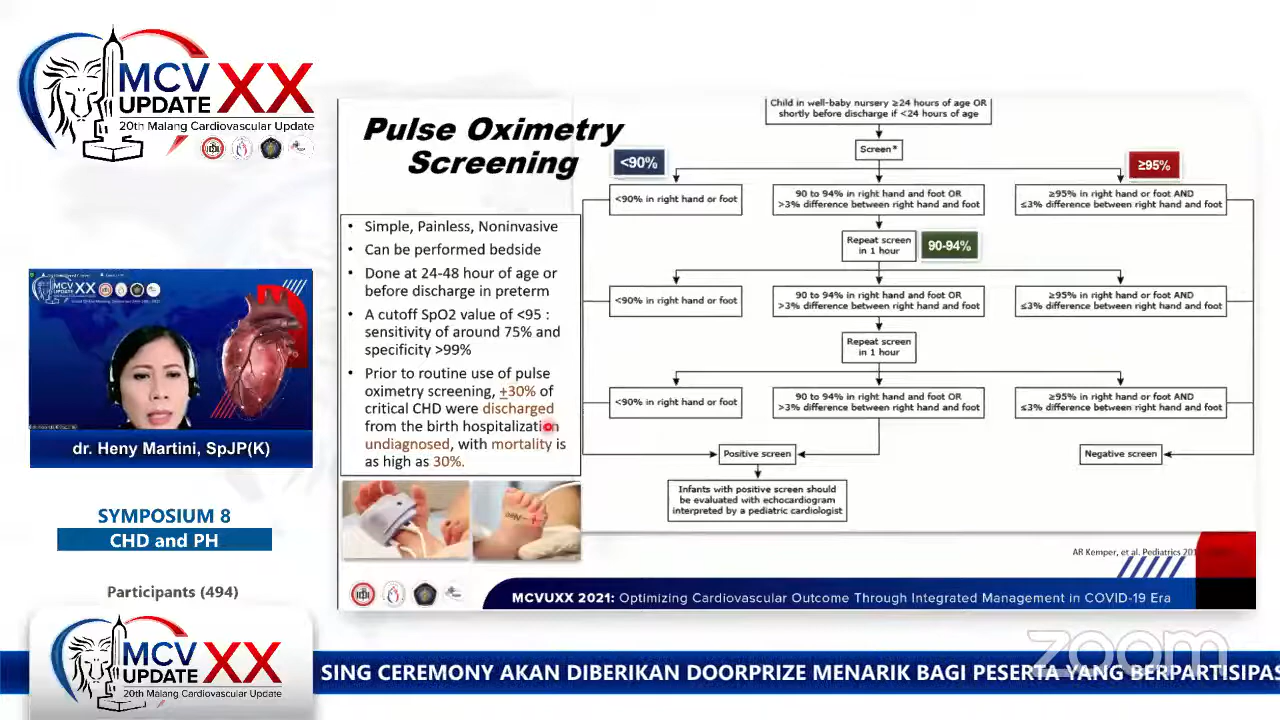 MCV XX
UPDATE
20th Malang Cardiovascular Update
Pulse Oximetry
Screening
• Simple, Painless, Noninvasive
• Can be performed bedside
• Done at 24-48 hour of age or
before discharge in preterm
• A cutoff SpO2 value of <95 :
sensitivity of around 75% and
specificity >99%
• Prior to routine use of pulse
oximetry screening, ±30% of
critical CHD were discharged
from the birth hospitalization
undiagnosed, with mortality is
as high as 30%.
Child in well-baby nursery ≥24 hours of age OR
shortly before discharge if <24 hours of age
Screen*
<90%
≥95%
<90% in right hand or foot
90 to 94% in right hand and foot OR
>3% difference between right hand and foot
≥95% in right hand or foot AND
≤3% difference between right hand and foot
Repeat screen
in 1 hour
90-94%
<90% in right hand or foot
90 to 94% in right hand and foot OR
>3% difference between right hand and foot
≥95% in right hand or foot AND
≤3% difference between right hand and foot
Repeat screen
in 1 hour
<90% in right hand or foot
90 to 94% in right hand and foot OR
>3% difference between right hand and foot
≥95% in right hand or foot AND
≤3% difference between right hand and foot
Positive screen
Negative screen
Infants with positive screen should
be evaluated with echocardiogram
interpreted by a pediatric cardiologist
AR Kemper, et al. Pediatrics
MCVUXX 2021: Optimizing Cardiovascular Outcome Through Integrated Management in COVID-19 Era
UPDATE XX
dr. Heny Martini, SpJP(K)
SYMPOSIUM 8
CHD and PH
Participants (494)
MCV XX
UPDATE
20th Malang Cardiovascular Update
zoom
SING CEREMONY AKAN DIBERIKAN DOORPRIZE MENARIK BAGI PESERTA YANG BERPARTISIPAS